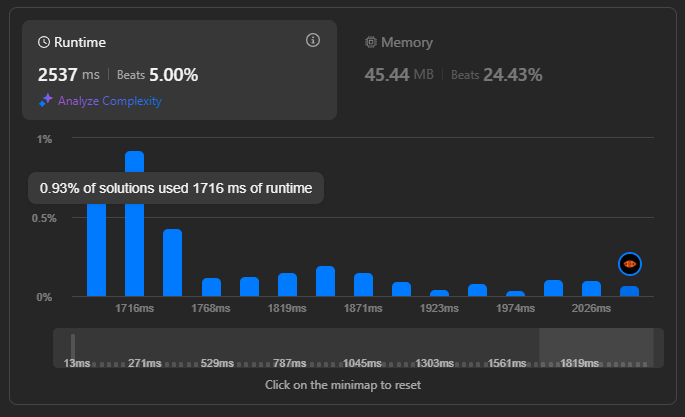 Runtime
2537 ms | Beats 5.00%
Analyze Complexity
Memory
45.44 MB | Beats 24.43%
1%
0.93% of solutions used 1716 ms of runtime
0.5%
0%
1716ms 1768ms 1819ms 1871ms 1923ms 1974ms 2026ms
13ms 271ms 529ms 787ms 1045ms 1303ms 1561ms 1819ms
Click on the minimap to reset